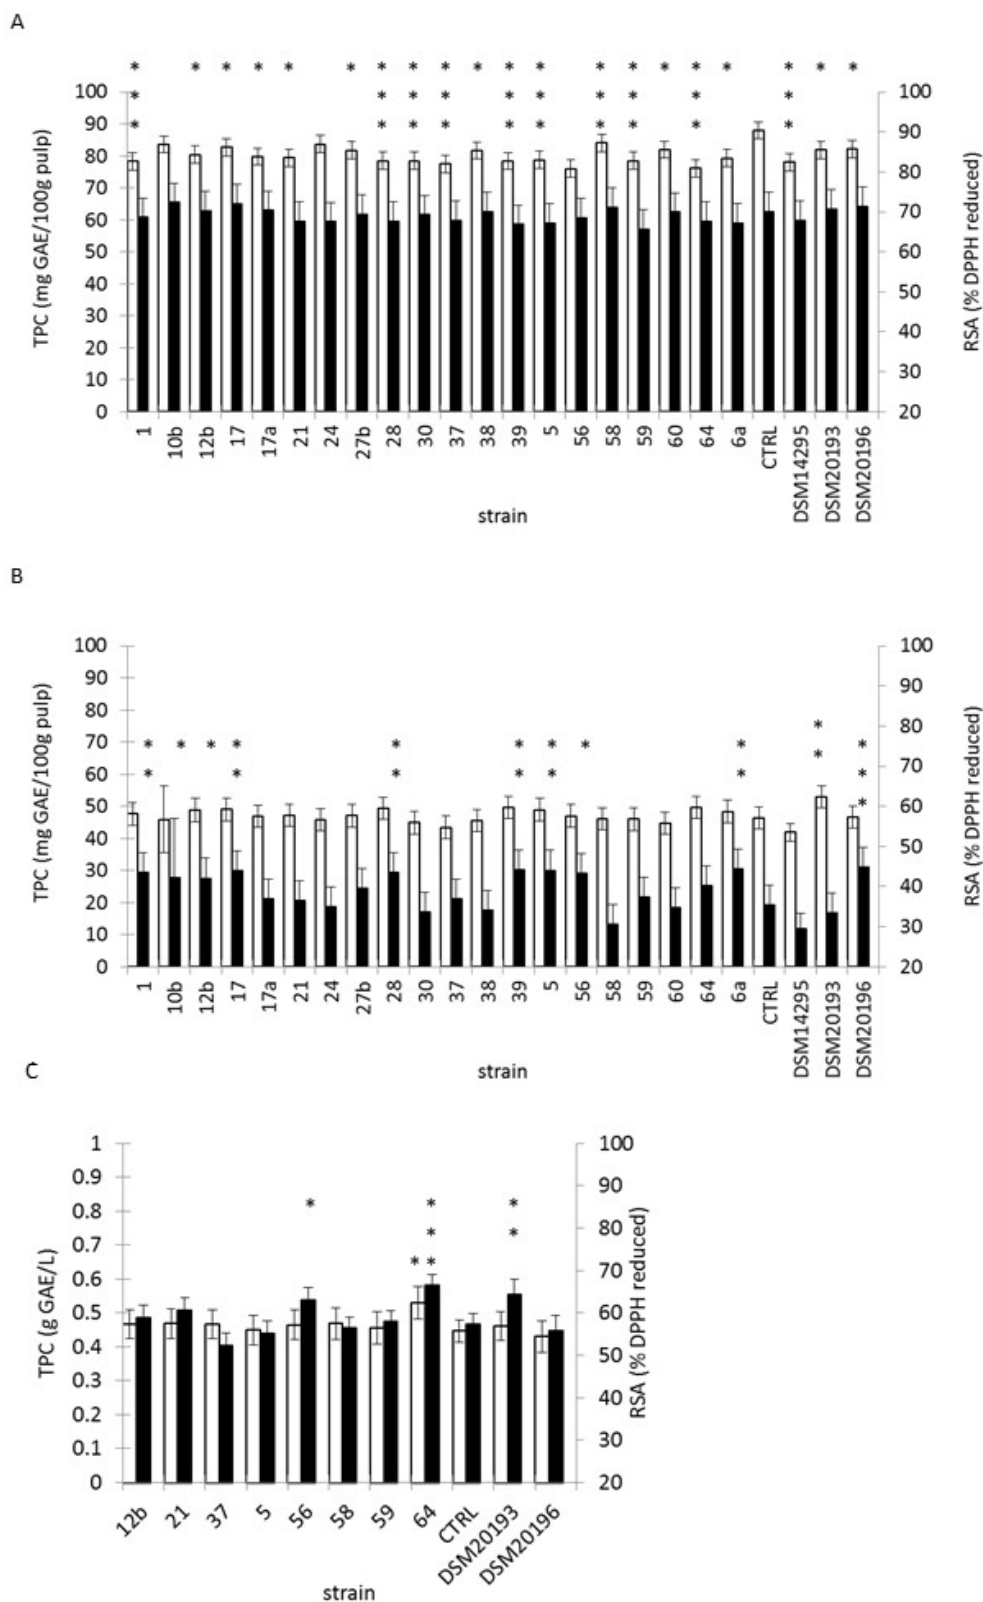 A
* * * * * * * * * * * * * * * * * * * *
* * * * * * * * * *
* * * * * * * * * *
100 90 80 70 60 50 40 30 20 10 0
TPC (mg GAE/100g pulp)
100 90 80 70 60 50 40 30 20
RSA (% DPPH reduced)
1 10b 12b 17 17a 21 24 27b 28 30 37 38 39 5 56 58 59 60 64 6a CTRL DSM14295 DSM20193 DSM20196
strain
B
100 90 80 70 60 50 40 30 20 10 0
TPC (mg GAE/100g pulp)
*
* * * * * * * * * * *
* * * * * *
*
100 90 80 70 60 50 40 30 20
RSA (% DPPH reduced)
1 10b 12b 17 17a 21 24 27b 28 30 37 38 39 5 56 58 59 60 64 6a CTRL DSM14295 DSM20193 DSM20196
strain
C
1 0.9 0.8 0.7 0.6 0.5 0.4 0.3 0.2 0.1 0
TPC (g GAE/L)
* * *
* *
* *
100 90 80 70 60 50 40 30 20
RSA (% DPPH reduced)
12b 21 37 5 56 58 59 64 CTRL DSM20193 DSM20196
strain